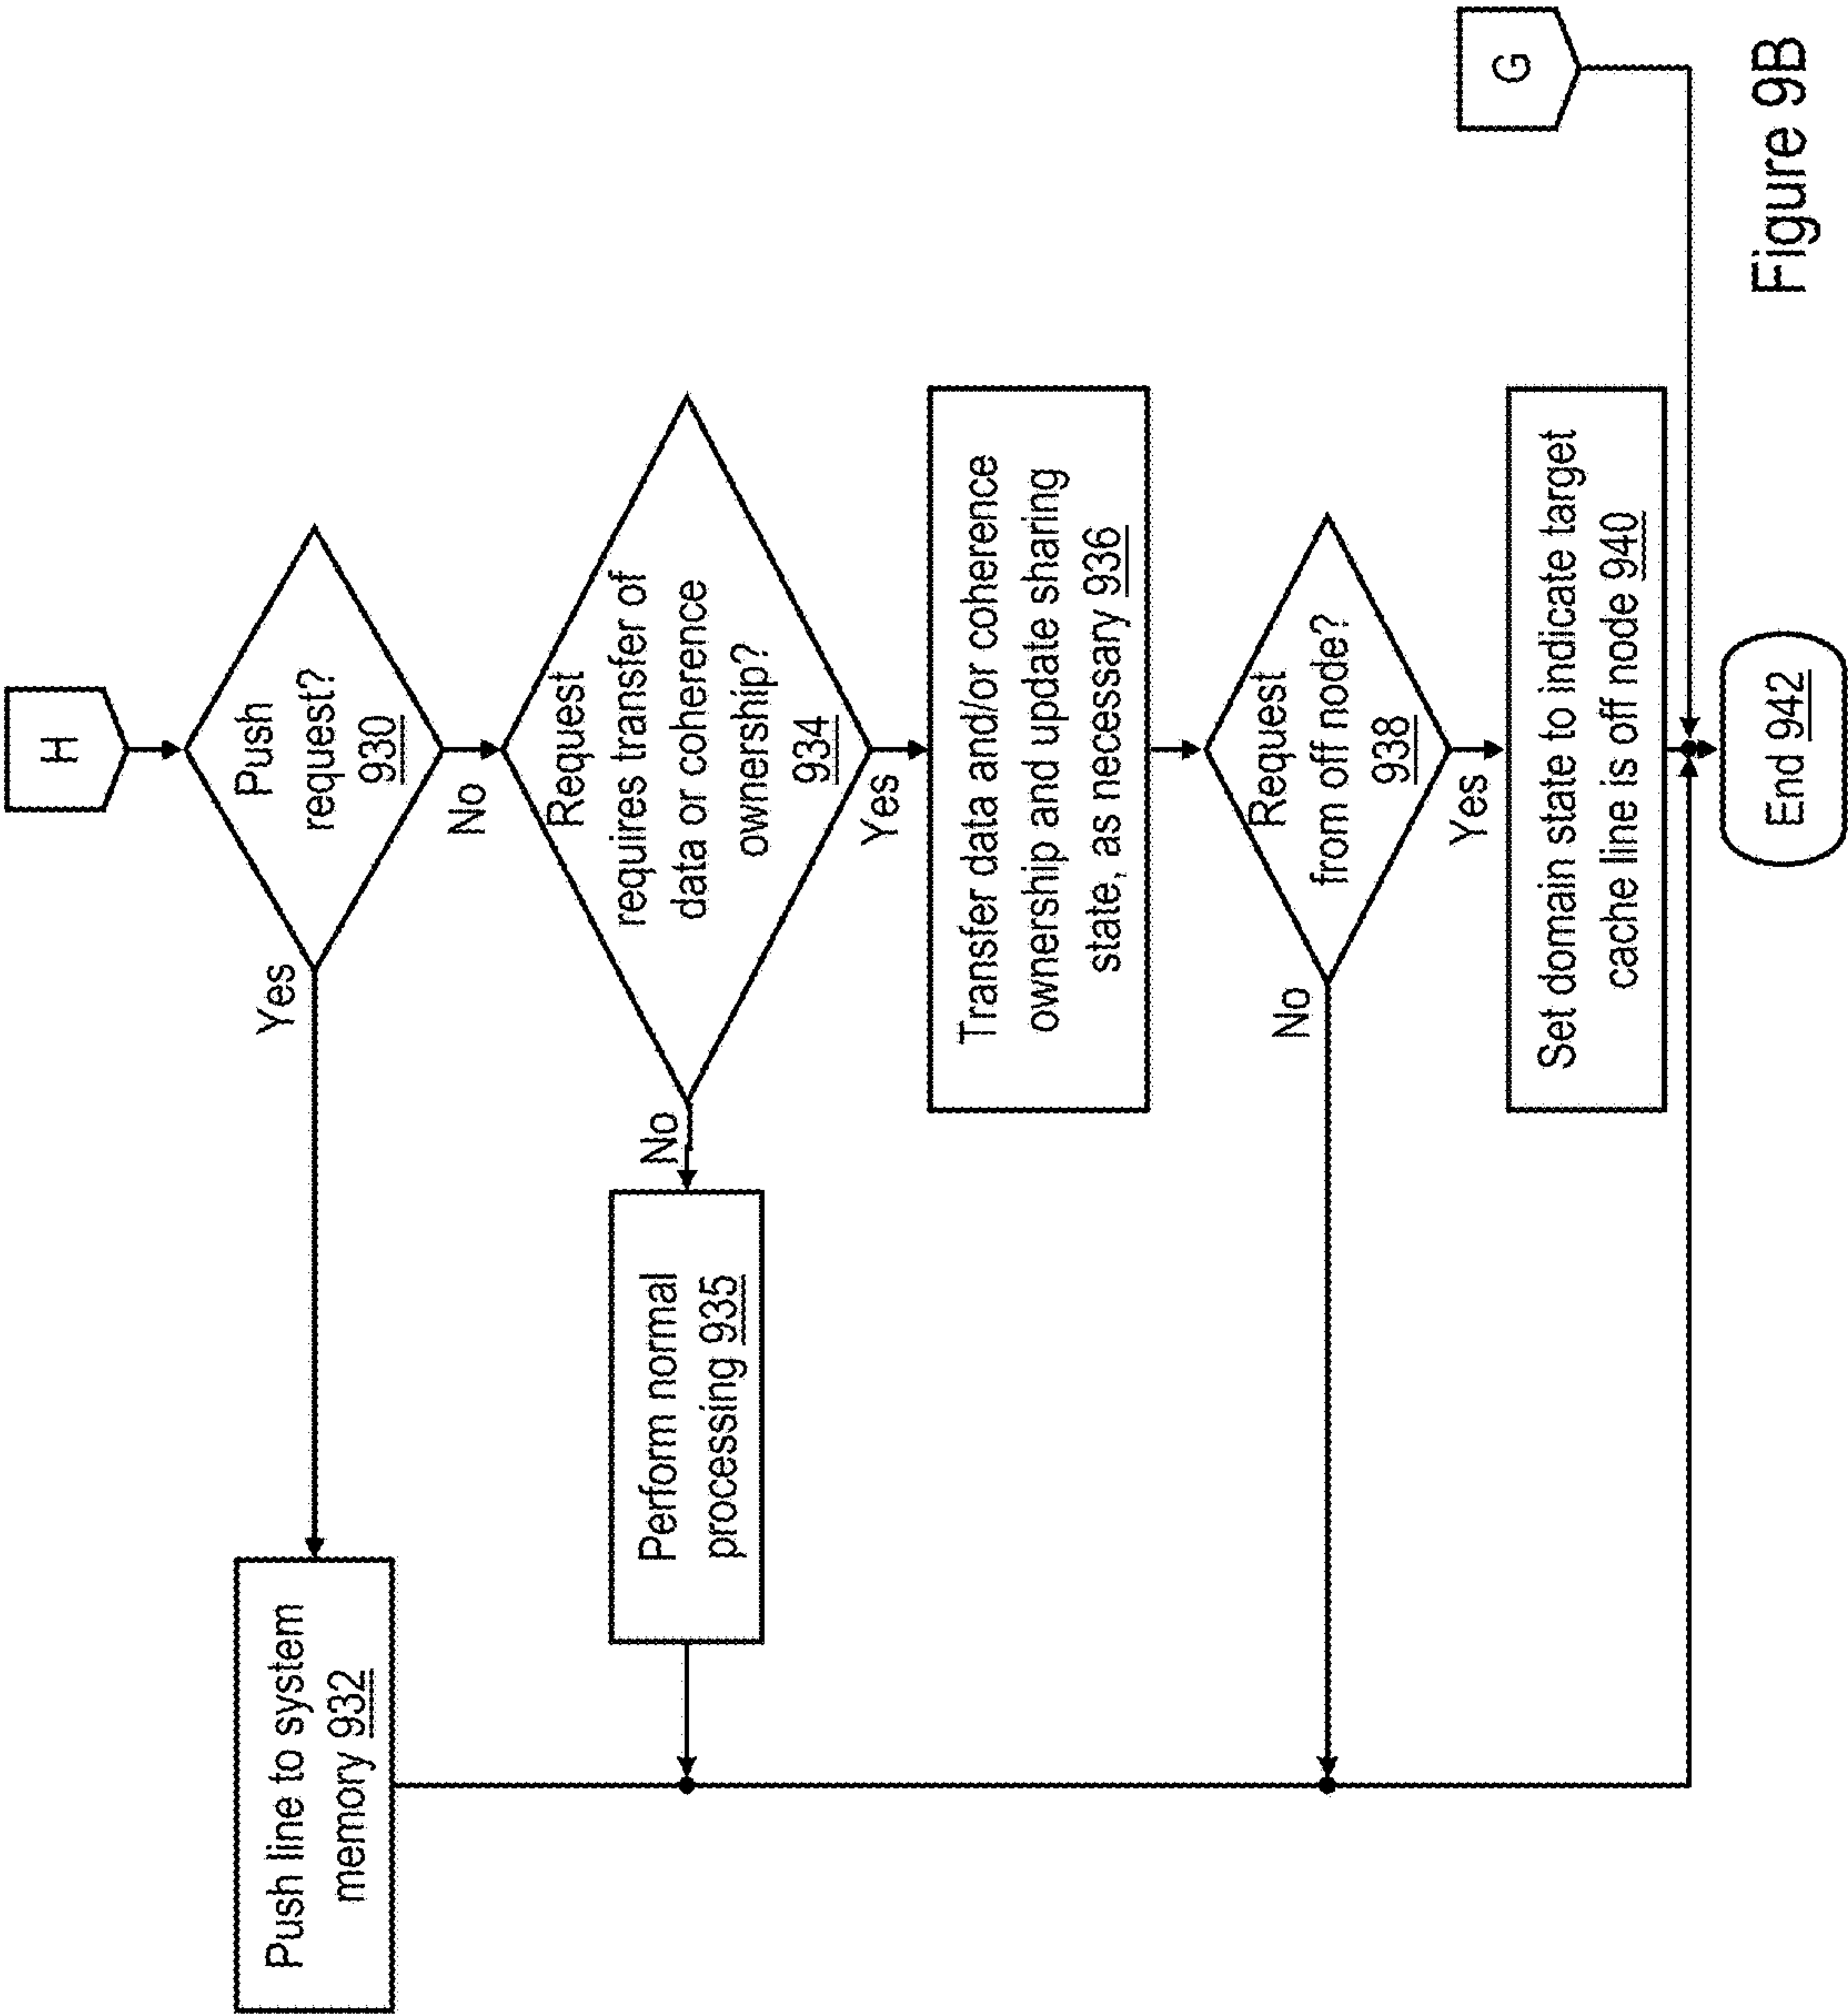 H
Push
request?
930
Yes
No
Push line to system
memory 932
Request
requires transfer of
data or coherence
ownership?
934
No
Yes
Perform normal
processing 935
Transfer data and/or coherence
ownership and update sharing
state, as necessary 936
Request
from off node?
938
No
Yes
Set domain state to indicate target
cache line is off node 940
G
End 942
Figure 9B